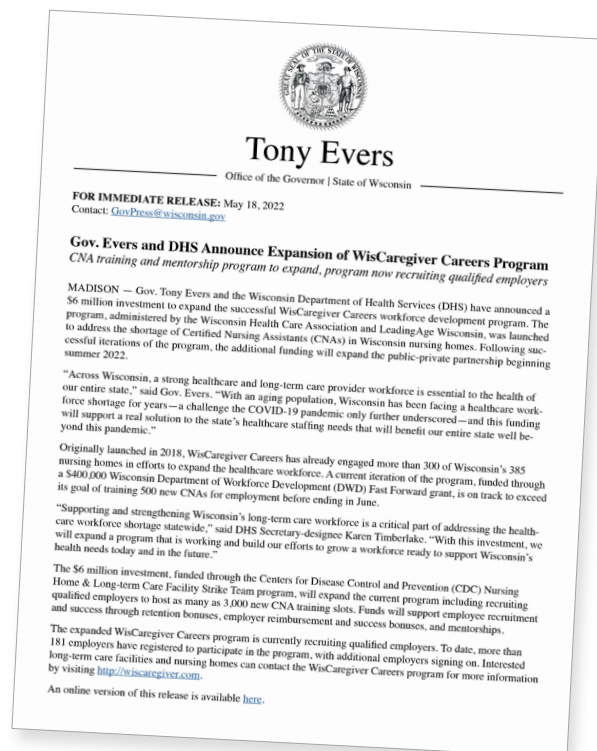 GREAT SEAL OF THE STATE OF WISCONSIN
Tony Evers
Office of the Governor | State of Wsconsin
FOR IMMEDIATE RELEASE: May 18, 2022
Contact: GovPress@wisconsin.gov
Gov. Evers and DHS Announce Expansion of WisCaregiver Careers Program
CNA training and mentorship program to expand, program now recruiting qualified employers
MADISON — Gov. Tony Evers and the Wisconsin Department of Health Services (DHS) have announced a
$6 million investment to expand the successful WisCaregiver Careers workforce development program. The
program, administered by the Wisconsin Health Care Association and LeadingAge Wisconsin, was launched
to address the shortage of Certified Nursing Assistants (CNAs) in Wisconsin nursing homes. Following suc-
cessful iterations of the program, the additional funding will expand the public-private partnership beginning
summer 2022.
“Across Wisconsin, a strong healthcare and long-term care provider workforce is essential to the health of
our entire state,” said Gov. Evers. “With an aging population, Wisconsin has been facing a healthcare work-
force shortage for years—a challenge the COVID-19 pandemic only further underscored—and this funding
will support a real solution to the state’s healthcare staffing needs that will benefit our entire state well be-
yond this pandemic.”
Originally launched in 2018, WisCaregiver Careers has already engaged more than 300 of Wisconsin’s 385
nursing homes in efforts to expand the healthcare workforce. A current iteration of the program, funded through
a $400,000 Wisconsin Department of Workforce Development (DWD) Fast Forward grant, is on track to exceed
its goal of training 500 new CNAs for employment before ending in June.
“Supporting and strengthening Wisconsin’s long-term care workforce is a critical part of addressing the health-
care workforce shortage statewide,” said DHS Secretary-designee Karen Timberlake. “With this investment, we
will expand a program that is working and build our efforts to grow a workforce ready to support Wisconsin’s
health needs today and in the future.”
The $6 million investment, funded through the Centers for Disease Control and Prevention (CDC) Nursing
Home & Long-term Care Facility Strike Team program, will expand the current program including recruiting
qualified employers to host as many as 3,000 new CNA training slots. Funds will support employee recruitment
and success through retention bonuses, employer reimbursement and success bonuses, and mentorships.
The expanded WisCaregiver Careers program is currently recruiting qualified employers. To date, more than
181 employers have registered to participate in the program, with additional employers signing on. Interested
long-term care facilities and nursing homes can contact the WisCaregiver Careers program for more information
by visiting http://wiscaregiver.com.
An online version of this release is available here.